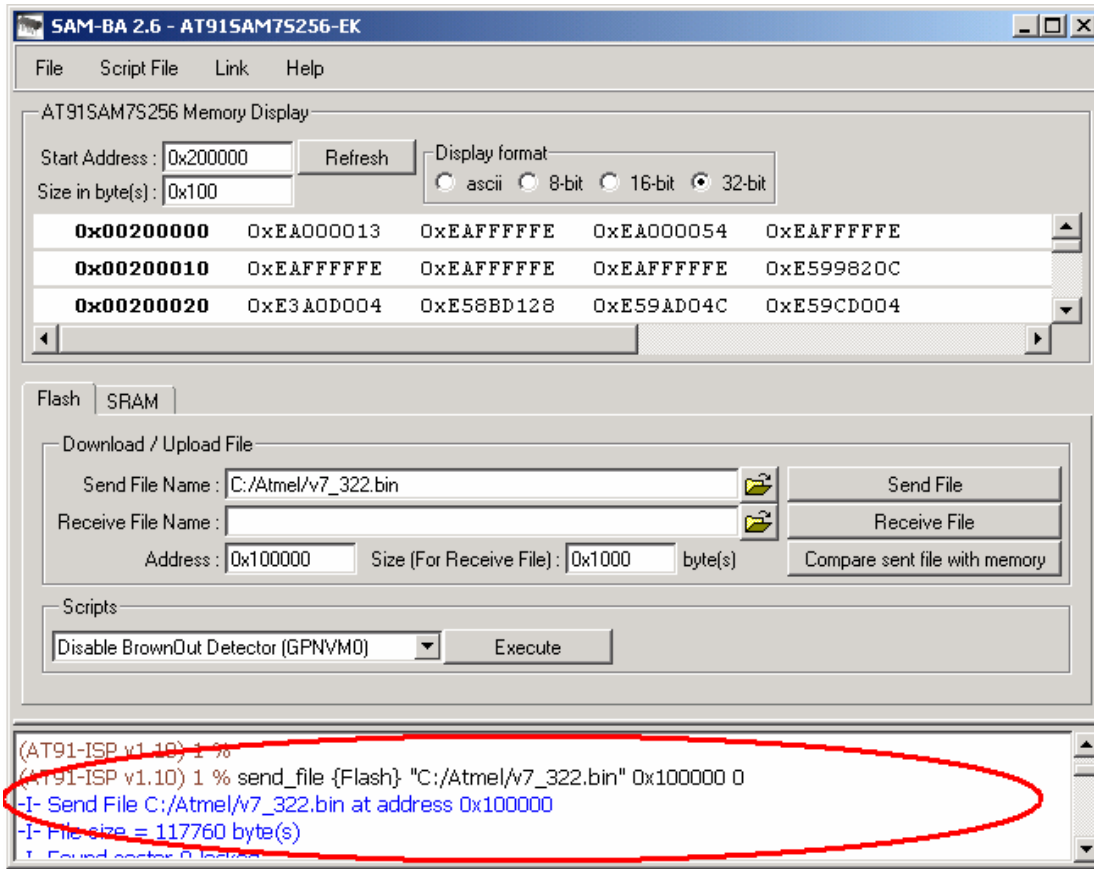 SAM-BA 2.6 - AT91SAM7S256-EK
File Script File Link Help
AT91SAM7S256 Memory Display
Start Address : 0x200000 Refresh Display format
Size in byte(s) : 0x100 ascii 8-bit 16-bit 32-bit
0x00200000 0xEA000013 0xEAFFFFFE 0xEA000054 0xEAFFFFFE
0x00200010 0xEAFFFFFE 0xEAFFFFFE 0xEAFFFFFE 0xE599820C
0x00200020 0xE3A0D004 0xE58BD128 0xE59AD04C 0xE59CD004
Flash SRAM
Download / Upload File
Send File Name : C:/Atmel/v7_322.bin Send File
Receive File Name : Receive File
Address : 0x100000 Size (For Receive File) : 0x1000 byte(s) Compare sent file with memory
Scripts
Disable BrownOut Detector (GPNVM0) Execute
(AT91-ISP v1.10) 1 %
(AT91-ISP v1.10) 1 % send_file {Flash} "C:/Atmel/v7_322.bin" 0x100000 0
-I- Send File C:/Atmel/v7_322.bin at address 0x100000
-I- File size = 117760 byte(s)
-I- Found sector 0 locked